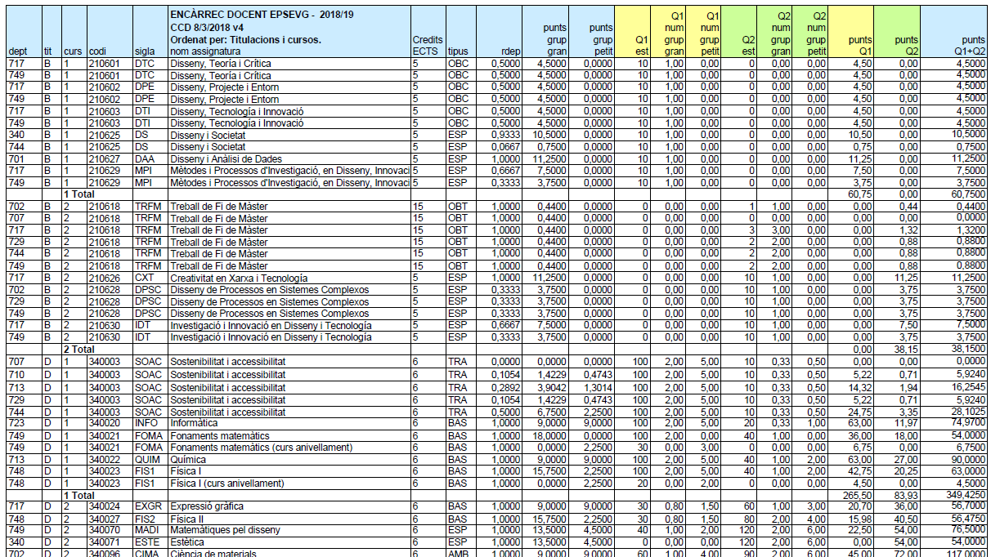 ENCÀRREC DOCENT EPSEVG - 2018/19 Q1 Q1 Q2 Q2
CCD 8/3/2018 v4 punts punts num num num num
Ordenat per: Titulacions i cursos. Credits grup grup Q1 grup grup Q2 grup grup punts punts punts
dept tit curs codi sigla nom assignatura ECTS tipus rdep gran petit est gran petit est gran petit Q1 Q2 Q1+Q2
717 B 1 210601 DTC Disseny, Teoría i Crítica 5 OBC 0,5000 4,5000 0,0000 10 1,00 0,00 0 0,00 0,00 4,50 0,00 4,5000
749 B 1 210601 DTC Disseny, Teoría i Crítica 5 OBC 0,5000 4,5000 0,0000 10 1,00 0,00 0 0,00 0,00 4,50 0,00 4,5000
717 B 1 210602 DPE Disseny, Projecte i Entorn 5 OBC 0,5000 4,5000 0,0000 10 1,00 0,00 0 0,00 0,00 4,50 0,00 4,5000
749 B 1 210602 DPE Disseny, Projecte i Entorn 5 OBC 0,5000 4,5000 0,0000 10 1,00 0,00 0 0,00 0,00 4,50 0,00 4,5000
717 B 1 210603 DTI Disseny, Tecnología i Innovació 5 OBC 0,5000 4,5000 0,0000 10 1,00 0,00 0 0,00 0,00 4,50 0,00 4,5000
749 B 1 210603 DTI Disseny, Tecnología i Innovació 5 OBC 0,5000 4,5000 0,0000 10 1,00 0,00 0 0,00 0,00 4,50 0,00 4,5000
340 B 1 210625 DS Disseny i Societat 5 ESP 0,9333 10,5000 0,0000 10 1,00 0,00 0 0,00 0,00 10,50 0,00 10,5000
744 B 1 210625 DS Disseny i Societat 5 ESP 0,0667 0,7500 0,0000 10 1,00 0,00 0 0,00 0,00 0,75 0,00 0,7500
701 B 1 210627 DAA Disseny i Anàlisi de Dades 5 ESP 1,0000 11,2500 0,0000 10 1,00 0,00 0 0,00 0,00 11,25 0,00 11,2500
717 B 1 210629 MPI Mètodes i Processos d'Investigació, en Disseny, Innovaci 5 ESP 0,6667 7,5000 0,0000 10 1,00 0,00 0 0,00 0,00 7,50 0,00 7,5000
749 B 1 210629 MPI Mètodes i Processos d'Investigació, en Disseny, Innovaci 5 ESP 0,3333 3,7500 0,0000 10 1,00 0,00 0 0,00 0,00 3,75 0,00 3,7500
1 Total 60,75 0,00 60,7500
702 B 2 210618 TRFM Treball de Fi de Màster 15 OBT 1,0000 0,4400 0,0000 0 0,00 0,00 1 1,00 0,00 0,00 0,44 0,4400
707 B 2 210618 TRFM Treball de Fi de Màster 15 OBT 1,0000 0,4400 0,0000 0 0,00 0,00 0 0,00 0,00 0,00 0,00 0,0000
717 B 2 210618 TRFM Treball de Fi de Màster 15 OBT 1,0000 0,4400 0,0000 0 0,00 0,00 3 3,00 0,00 0,00 1,32 1,3200
729 B 2 210618 TRFM Treball de Fi de Màster 15 OBT 1,0000 0,4400 0,0000 0 0,00 0,00 2 2,00 0,00 0,00 0,88 0,8800
744 B 2 210618 TRFM Treball de Fi de Màster 15 OBT 1,0000 0,4400 0,0000 0 0,00 0,00 2 2,00 0,00 0,00 0,88 0,8800
749 B 2 210618 TRFM Treball de Fi de Màster 15 OBT 1,0000 0,4400 0,0000 0 0,00 0,00 2 2,00 0,00 0,00 0,88 0,8800
717 B 2 210626 CXT Creativitat en Xarxa i Tecnología 5 ESP 1,0000 11,2500 0,0000 0 0,00 0,00 10 1,00 0,00 0,00 11,25 11,2500
702 B 2 210628 DPSC Disseny de Processos en Sistemes Complexos 5 ESP 0,3333 3,7500 0,0000 0 0,00 0,00 10 1,00 0,00 0,00 3,75 3,7500
729 B 2 210628 DPSC Disseny de Processos en Sistemes Complexos 5 ESP 0,3333 3,7500 0,0000 0 0,00 0,00 10 1,00 0,00 0,00 3,75 3,7500
749 B 2 210628 DPSC Disseny de Processos en Sistemes Complexos 5 ESP 0,3333 3,7500 0,0000 0 0,00 0,00 10 1,00 0,00 0,00 3,75 3,7500
717 B 2 210630 IDT Investigació i Innovació en Disseny i Tecnología 5 ESP 0,6667 7,5000 0,0000 0 0,00 0,00 10 1,00 0,00 0,00 7,50 7,5000
749 B 2 210630 IDT Investigació i Innovació en Disseny i Tecnología 5 ESP 0,3333 3,7500 0,0000 0 0,00 0,00 10 1,00 0,00 0,00 3,75 3,7500
2 Total 0,00 38,15 38,1500
707 D 1 340003 SOAC Sostenibilitat i accessibilitat 6 TRA 0,0000 0,0000 0,0000 100 2,00 5,00 10 0,33 0,50 0,00 0,00 0,0000
710 D 1 340003 SOAC Sostenibilitat i accessibilitat 6 TRA 0,1054 1,4229 0,4743 100 2,00 5,00 10 0,33 0,50 5,22 0,71 5,9240
713 D 1 340003 SOAC Sostenibilitat i accessibilitat 6 TRA 0,2892 3,9042 1,3014 100 2,00 5,00 10 0,33 0,50 14,32 1,94 16,2545
729 D 1 340003 SOAC Sostenibilitat i accessibilitat 6 TRA 0,1054 1,4229 0,4743 100 2,00 5,00 10 0,33 0,50 5,22 0,71 5,9240
744 D 1 340003 SOAC Sostenibilitat i accessibilitat 6 TRA 0,5000 6,7500 2,2500 100 2,00 5,00 10 0,33 0,50 24,75 3,35 28,1025
723 D 1 340020 INFO Informàtica 6 BAS 1,0000 9,0000 9,0000 100 2,00 5,00 20 0,33 1,00 63,00 11,97 74,9700
749 D 1 340021 FOMA Fonaments matemàtics 6 BAS 1,0000 18,0000 0,0000 100 2,00 0,00 40 1,00 0,00 36,00 18,00 54,0000
749 D 1 340021 FOMA Fonaments matemàtics (curs anivellament) 6 BAS 1,0000 0,0000 2,2500 30 0,00 3,00 0 0,00 0,00 6,75 0,00 6,7500
713 D 1 340022 QUIM Química 6 BAS 1,0000 9,0000 9,0000 100 2,00 5,00 40 1,00 2,00 63,00 27,00 90,0000
748 D 1 340023 FIS1 Física I 6 BAS 1,0000 15,7500 2,2500 100 2,00 5,00 40 1,00 2,00 42,75 20,25 63,0000
748 D 1 340023 FIS1 Física I (curs anivellament) 6 BAS 1,0000 0,0000 2,2500 20 0,00 2,00 0 0,00 0,00 4,50 0,00 4,5000
1 Total 265,50 83,93 349,4250
717 D 2 340024 EXGR Expressió gràfica 6 BAS 1,0000 9,0000 9,0000 30 0,80 1,50 60 1,00 3,00 20,70 36,00 56,7000
748 D 2 340027 FIS2 Física II 6 BAS 1,0000 15,7500 2,2500 30 0,80 1,50 80 2,00 4,00 15,98 40,50 56,4750
749 D 2 340070 MADI Matemàtiques pel disseny 6 ESP 1,0000 13,5000 4,5000 40 1,00 2,00 120 2,00 6,00 22,50 54,00 76,5000
340 D 2 340071 ESTE Estètica 6 ESP 1,0000 13,5000 4,5000 0 0,00 0,00 120 2,00 6,00 0,00 54,00 54,0000
702 D 2 340096 CIMA Ciència de materials 6 AMB 1,0000 9,0000 9,0000 60 1,00 4,00 90 2,00 6,00 45,00 72,00 117,0000